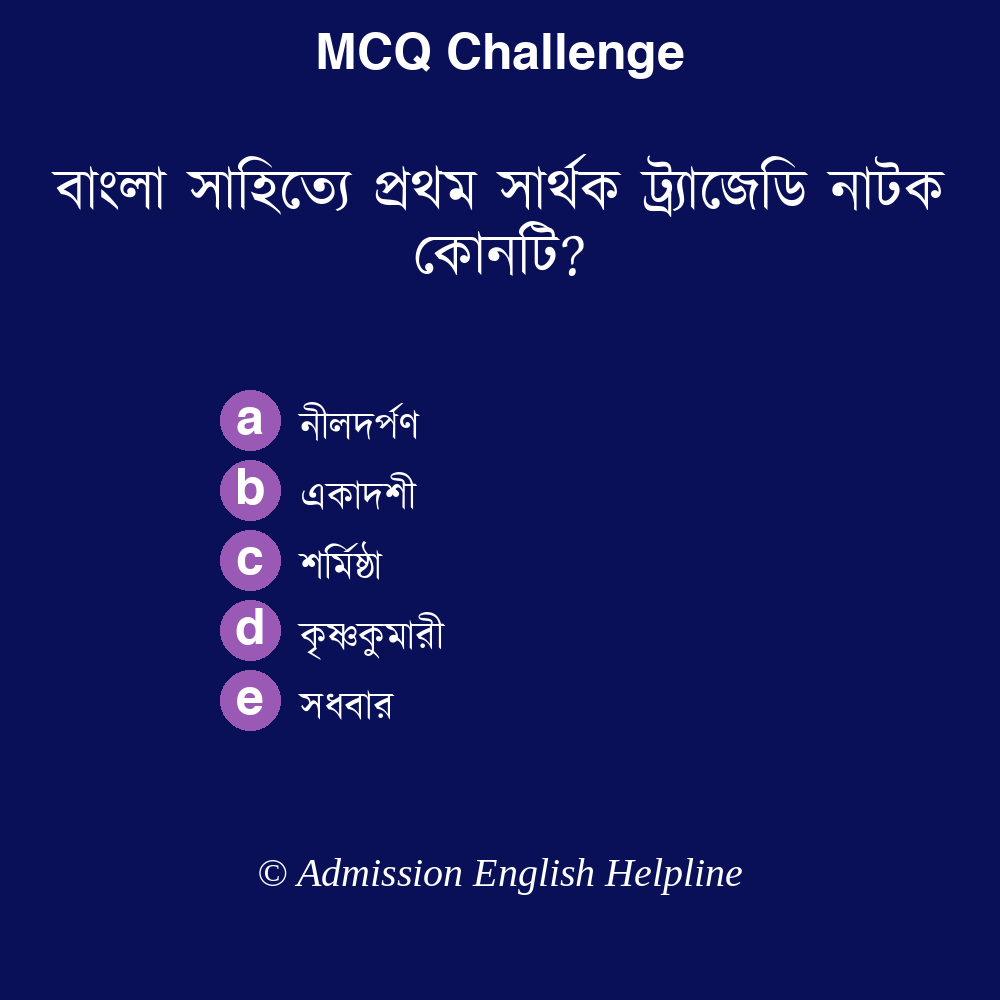 MCQ Challenge
বাংলা সাহিত্যে প্রথম সার্থক ট্র্যাজেডি নাটক
কোনটি?
a নীলদর্পণ
b একাদশী
c শর্মিষ্ঠা
d কৃষ্ণকুমারী
e সধবার
© Admission English Helpline